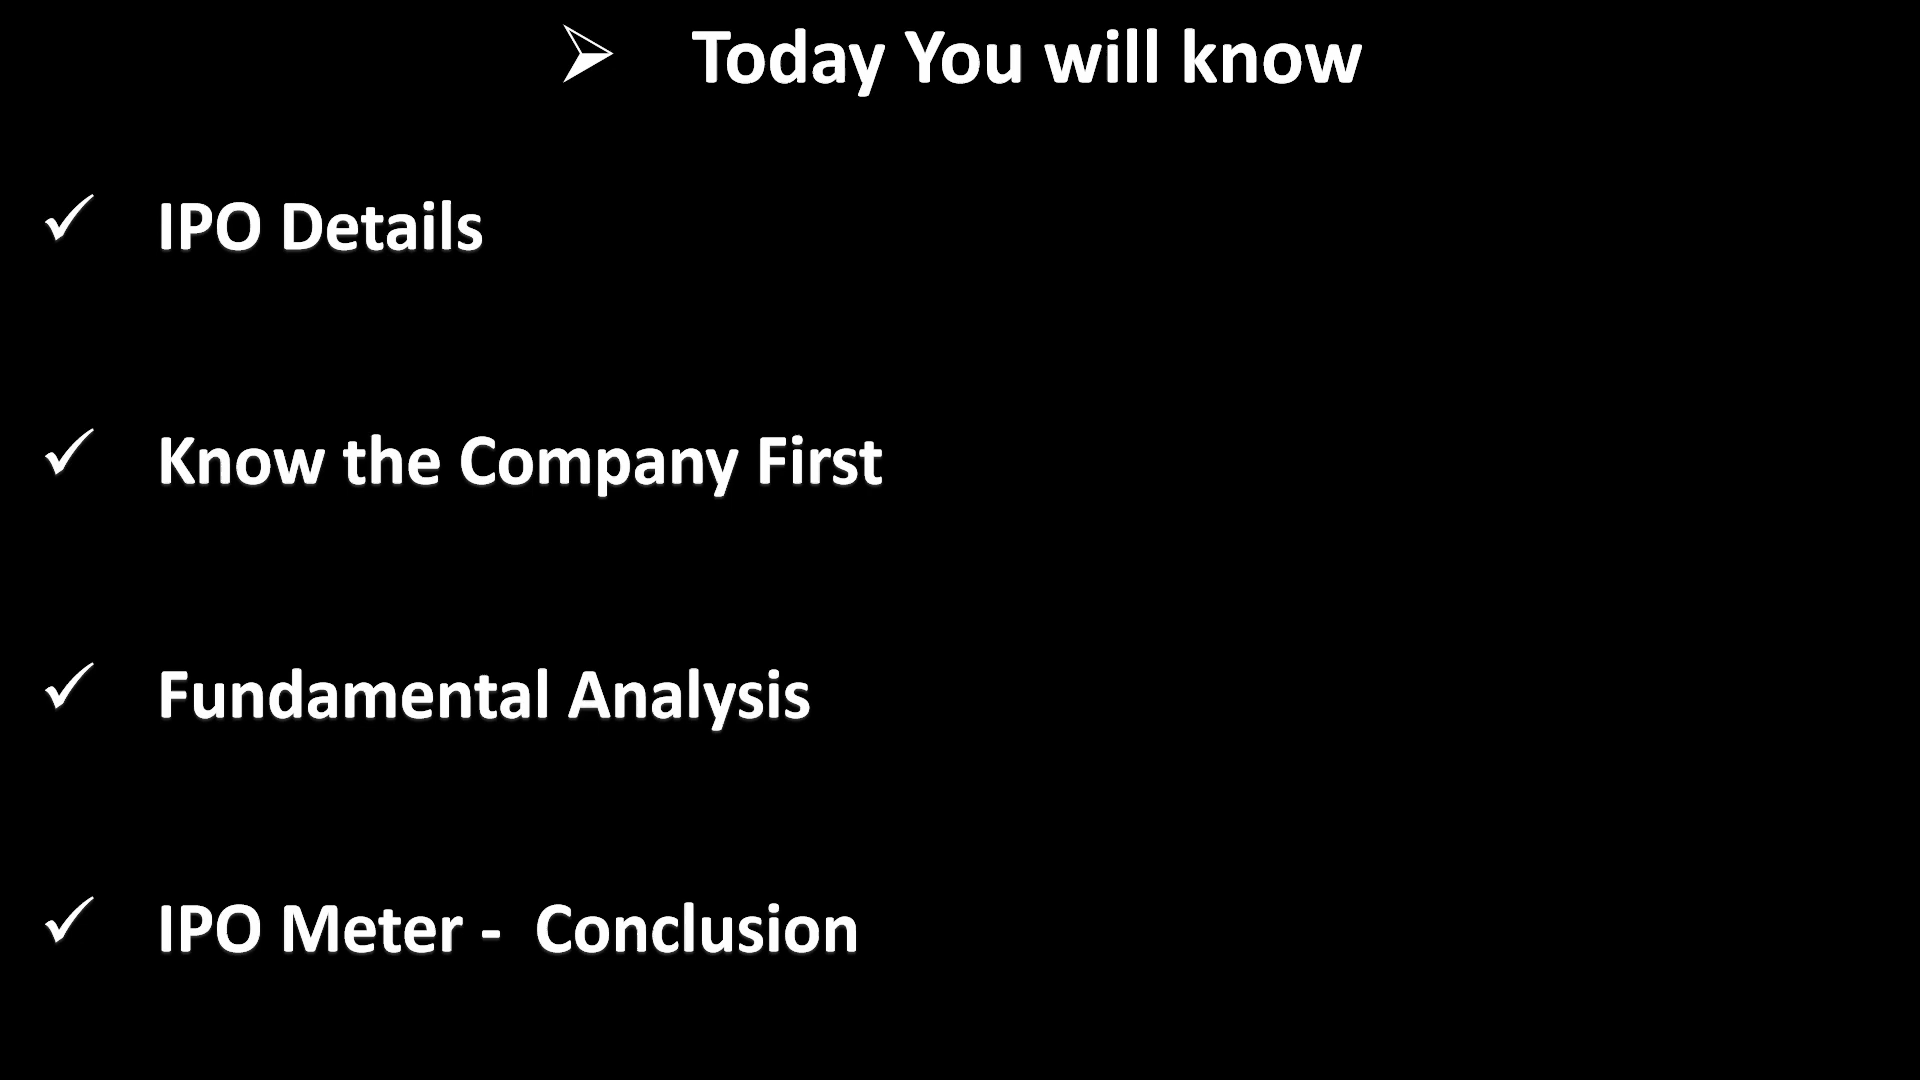 ➢ Today You will know
✓ IPO Details
✓ Know the Company First
✓ Fundamental Analysis
✓ IPO Meter -  Conclusion